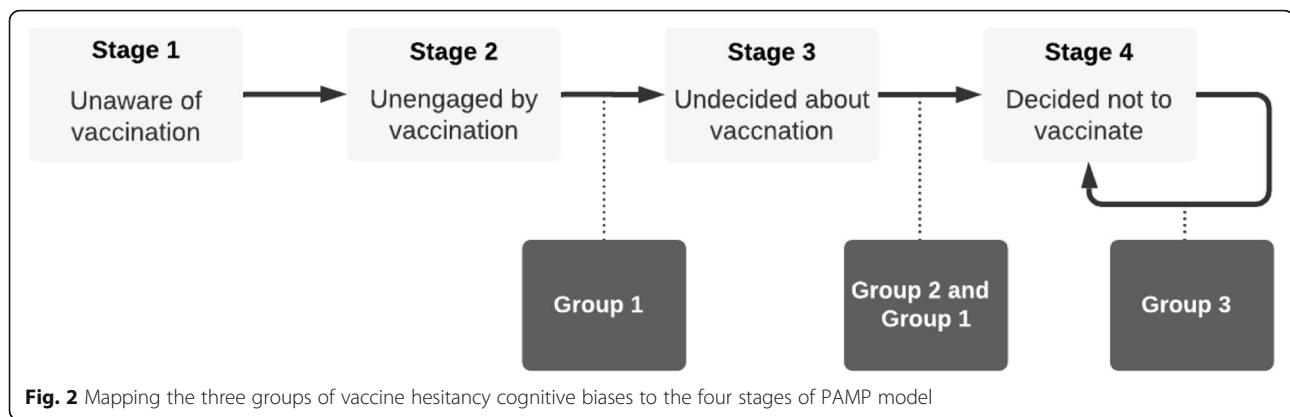 Stage 1
Unaware of
vaccination
Stage 2
Unengaged by
vaccination
Stage 3
Undecided about
vaccnation
Stage 4
Decided not to
vaccinate
Group 1
Group 2 and
Group 1
Group 3
Fig. 2 Mapping the three groups of vaccine hesitancy cognitive biases to the four stages of PAMP model